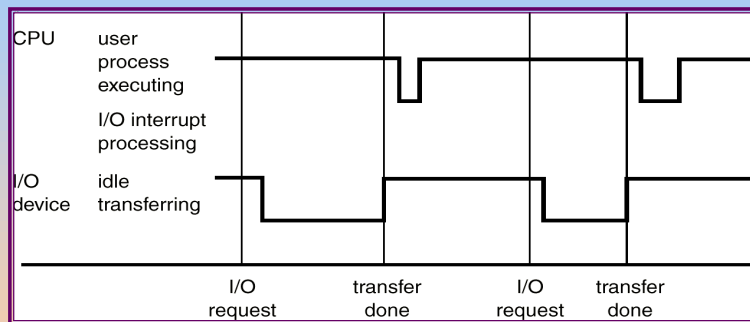 CPU user
process
executing
I/O interrupt
processing
I/O idle
device transferring
I/O transfer I/O transfer
request done request done